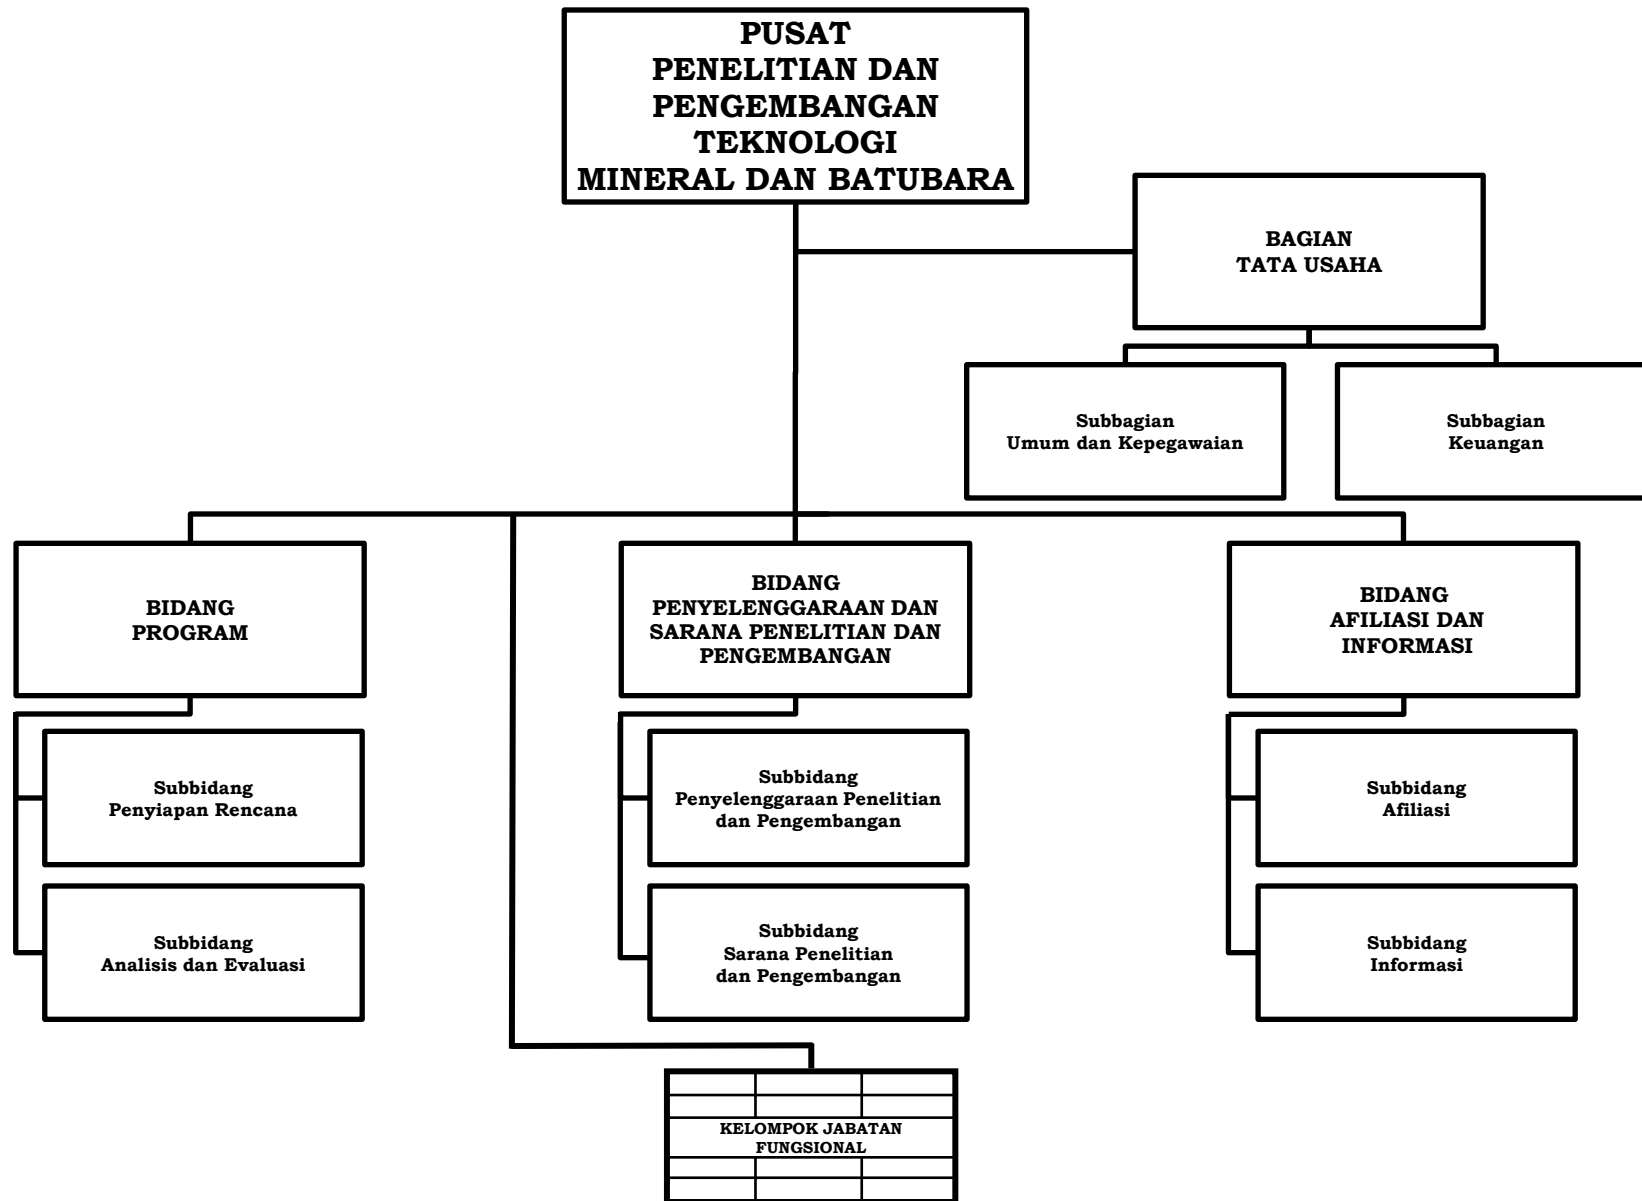 PUSAT
PENELITIAN DAN
PENGEMBANGAN
TEKNOLOGI
MINERAL DAN BATUBARA
BAGIAN
TATA USAHA
Subbagian
Umum dan Kepegawaian
Subbagian
Keuangan
BIDANG
PROGRAM
BIDANG
PENYELENGGARAAN DAN
SARANA PENELITIAN DAN
PENGEMBANGAN
BIDANG
AFILIASI DAN
INFORMASI
Subbidang
Penyiapan Rencana
Subbidang
Penyelenggaraan Penelitian
dan Pengembangan
Subbidang
Afiliasi
Subbidang
Analisis dan Evaluasi
Subbidang
Sarana Penelitian
dan Pengembangan
Subbidang
Informasi
KELOMPOK JABATAN
FUNGSIONAL